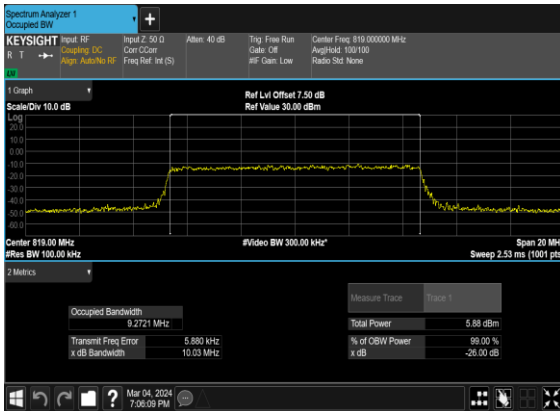 Spectrum Analyzer 1
Occupied BW
KEYSIGHT
R T
LW
Input: RF
Coupling: DC
Align: Auto/No RF
Input Z: 50 Ω
Corr CCorr
Freq Ref: Int (S)
Atten: 40 dB
Trig: Free Run
Gate: Off
#IF Gain: Low
Center Freq: 819.000000 MHz
Avg|Hold: 100/100
Radio Std: None
1 Graph
Scale/Div 10.0 dB
Ref Lvl Offset 7.50 dB
Ref Value 30.00 dBm
Log
20.0
10.0
0.00
-10.0
-20.0
-30.0
-40.0
-50.0
-60.0
Center 819.00 MHz
#Res BW 100.00 kHz
#Video BW 300.00 kHz*
Span 20 MH
Sweep 2.53 ms (1001 pts
2 Metrics
Measure Trace Trace 1
Occupied Bandwidth
9.2721 MHz
Total Power 5.88 dBm
Transmit Freq Error 5.880 kHz
% of OBW Power 99.00 %
x dB Bandwidth 10.03 MHz
x dB -26.00 dB
Mar 04, 2024
7:06:09 PM